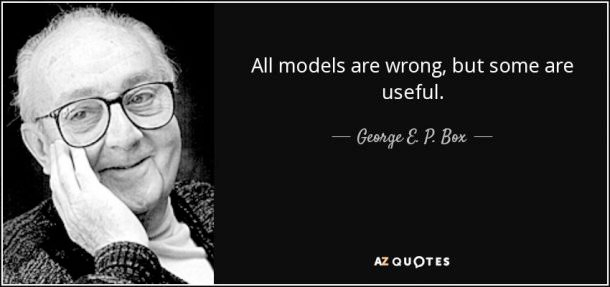 All models are wrong, but some are
useful.
George E. P. Box
AZ QUOTES